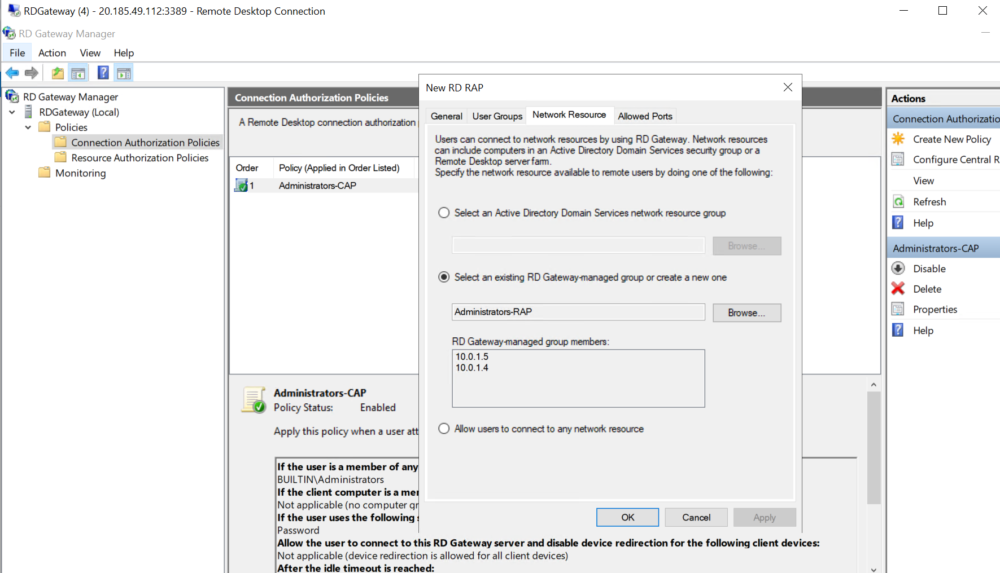 RDGateway (4) - 20.185.49.112:3389 - Remote Desktop Connection
RD Gateway Manager
File Action View Help
RD Gateway Manager
RDGateway (Local)
Policies
Connection Authorization Policies
Resource Authorization Policies
Monitoring
Connection Authorization Policies
A Remote Desktop connection authorization
Order Policy (Applied in Order Listed)
1 Administrators-CAP
Administrators-CAP
Policy Status: Enabled
Apply this policy when a user att
If the user is a member of any
BUILTIN\Administrators
If the client computer is a mer
Not applicable (no computer gr
If the user uses the following s
Password
Allow the user to connect to this RD Gateway server and disable device redirection for the following client devices:
Not applicable (device redirection is allowed for all client devices)
After the idle timeout is reached:
New RD RAP
General User Groups Network Resource Allowed Ports
Users can connect to network resources by using RD Gateway. Network resources
can include computers in an Active Directory Domain Services security group or a
Remote Desktop server farm.
Specify the network resource available to remote users by doing one of the following:
Select an Active Directory Domain Services network resource group
Browse...
Select an existing RD Gateway-managed group or create a new one
Administrators-RAP Browse...
RD Gateway-managed group members:
10.0.1.5
10.0.1.4
Allow users to connect to any network resource
OK Cancel Apply
Actions
Connection Authorizatio
Create New Policy
Configure Central R
View
Refresh
Help
Administrators-CAP
Disable
Delete
Properties
Help